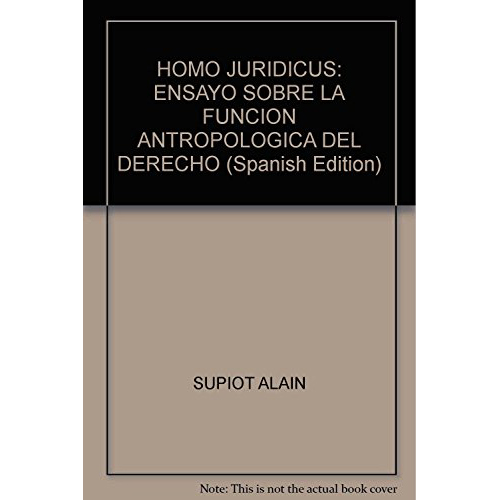 HOMO JURIDICUS:
ENSAYO SOBRE LA
FUNCION
ANTROPOLOGICA DEL
DERECHO (Spanish Edition)
SUPIOT ALAIN
Note: This is not the actual book cover